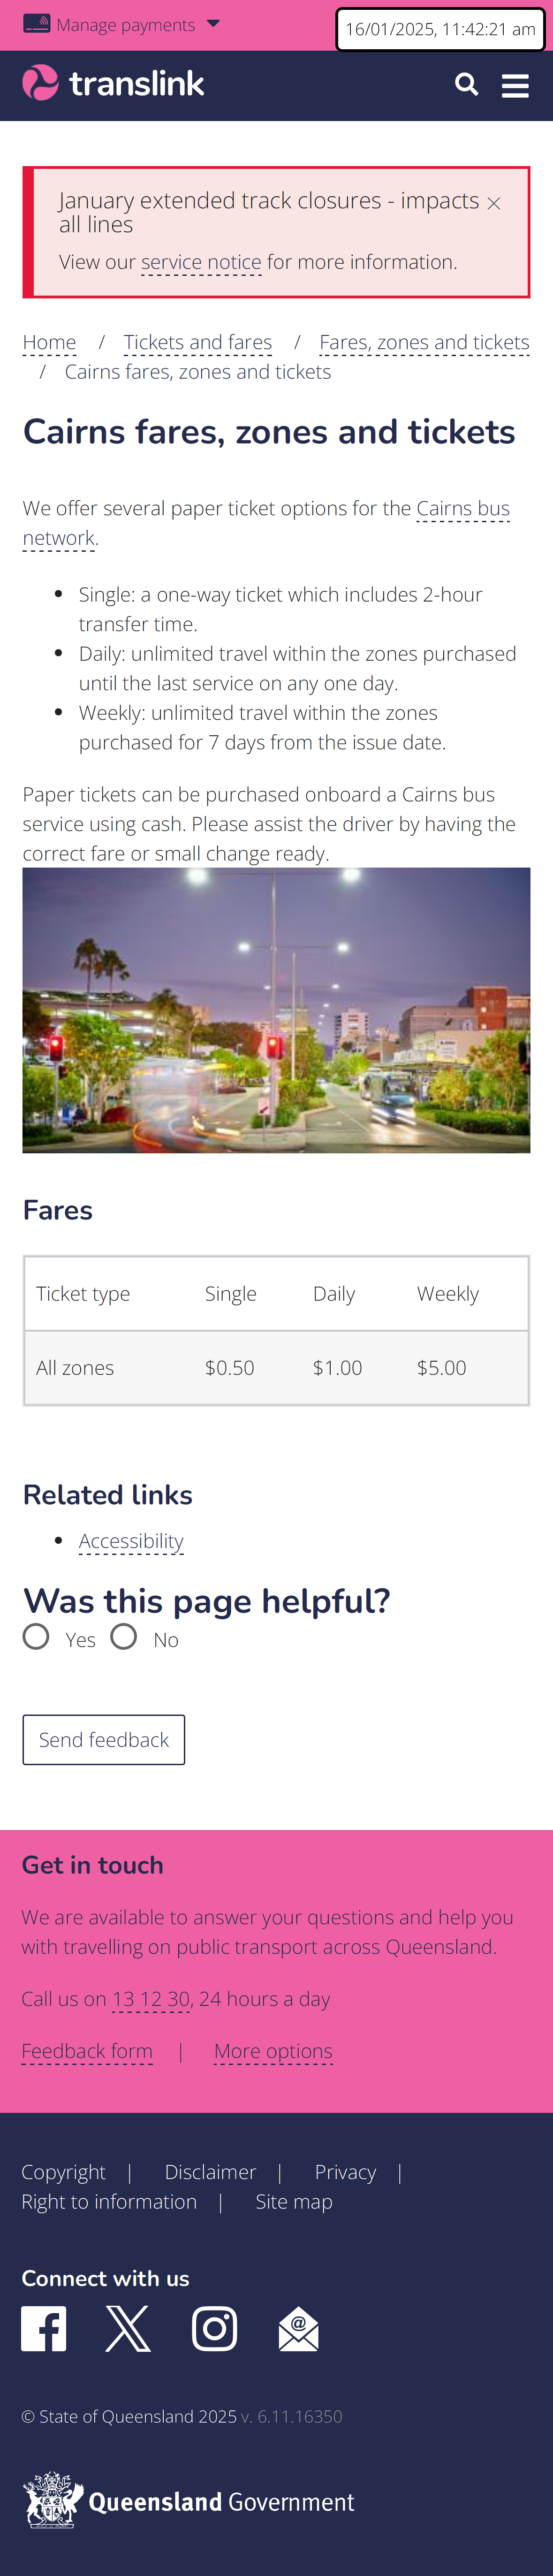 Manage payments
16/01/2025, 11:42:21 am
translink
January extended track closures - impacts
all lines
View our service notice for more information.
Home / Tickets and fares / Fares, zones and tickets
/ Cairns fares, zones and tickets
Cairns fares, zones and tickets
We offer several paper ticket options for the Cairns bus
network.
• Single: a one-way ticket which includes 2-hour
transfer time.
• Daily: unlimited travel within the zones purchased
until the last service on any one day.
• Weekly: unlimited travel within the zones
purchased for 7 days from the issue date.
Paper tickets can be purchased onboard a Cairns bus
service using cash. Please assist the driver by having the
correct fare or small change ready.
Fares
Ticket type Single Daily Weekly
All zones $0.50 $1.00 $5.00
Related links
• Accessibility
Was this page helpful?
Yes No
Send feedback
Get in touch
We are available to answer your questions and help you
with travelling on public transport across Queensland.
Call us on 13 12 30, 24 hours a day
Feedback form | More options
Copyright | Disclaimer | Privacy |
Right to information | Site map
Connect with us
© State of Queensland 2025 v. 6.11.16350
Queensland Government